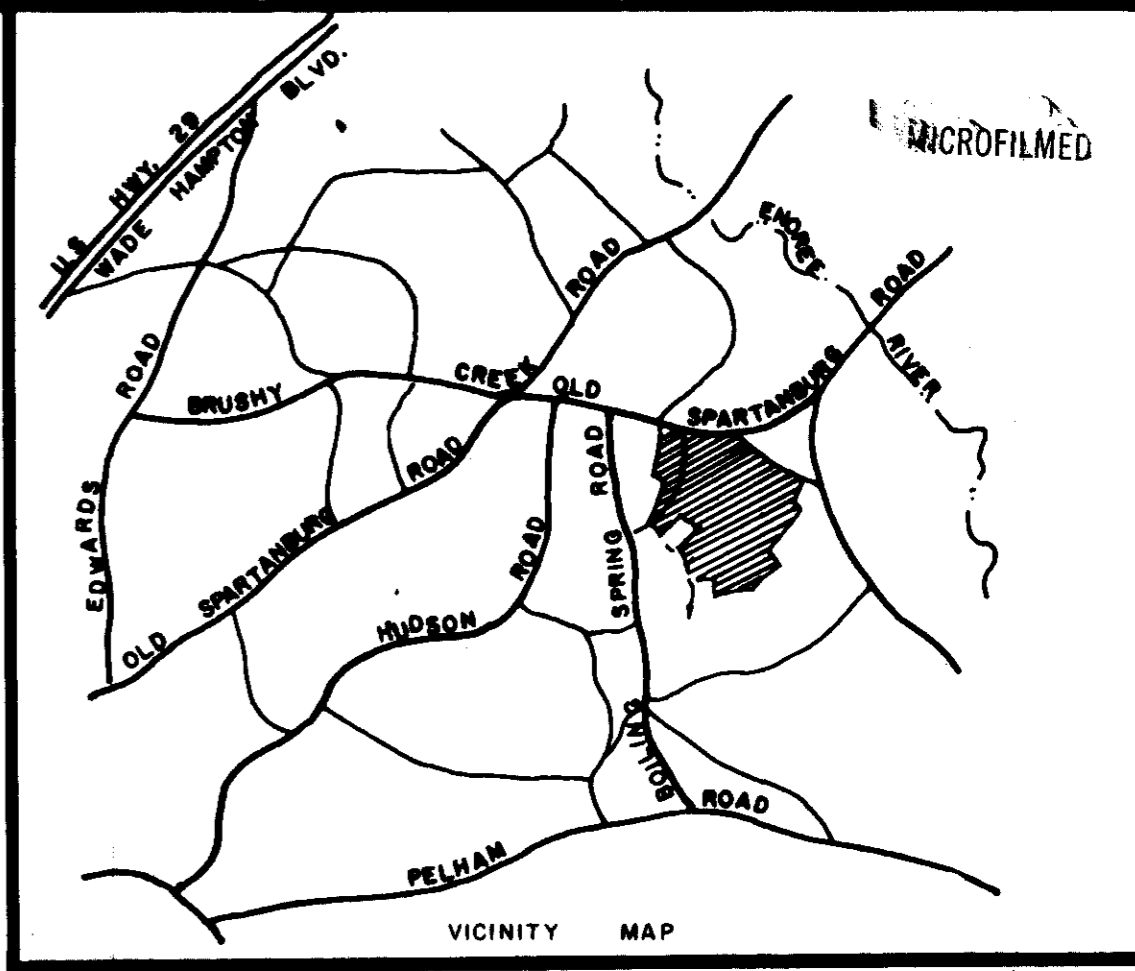 U.S. HWY. 29
WADE HAMPTON BLVD.
MICROFILMED
ENOREE RIVER
EDWARDS ROAD
BRUSHY CREEK ROAD
OLD SPARTANBURG ROAD
OLD SPARTANBURG ROAD
HUDSON ROAD
BOILING SPRING ROAD
PELHAM ROAD
VICINITY MAP